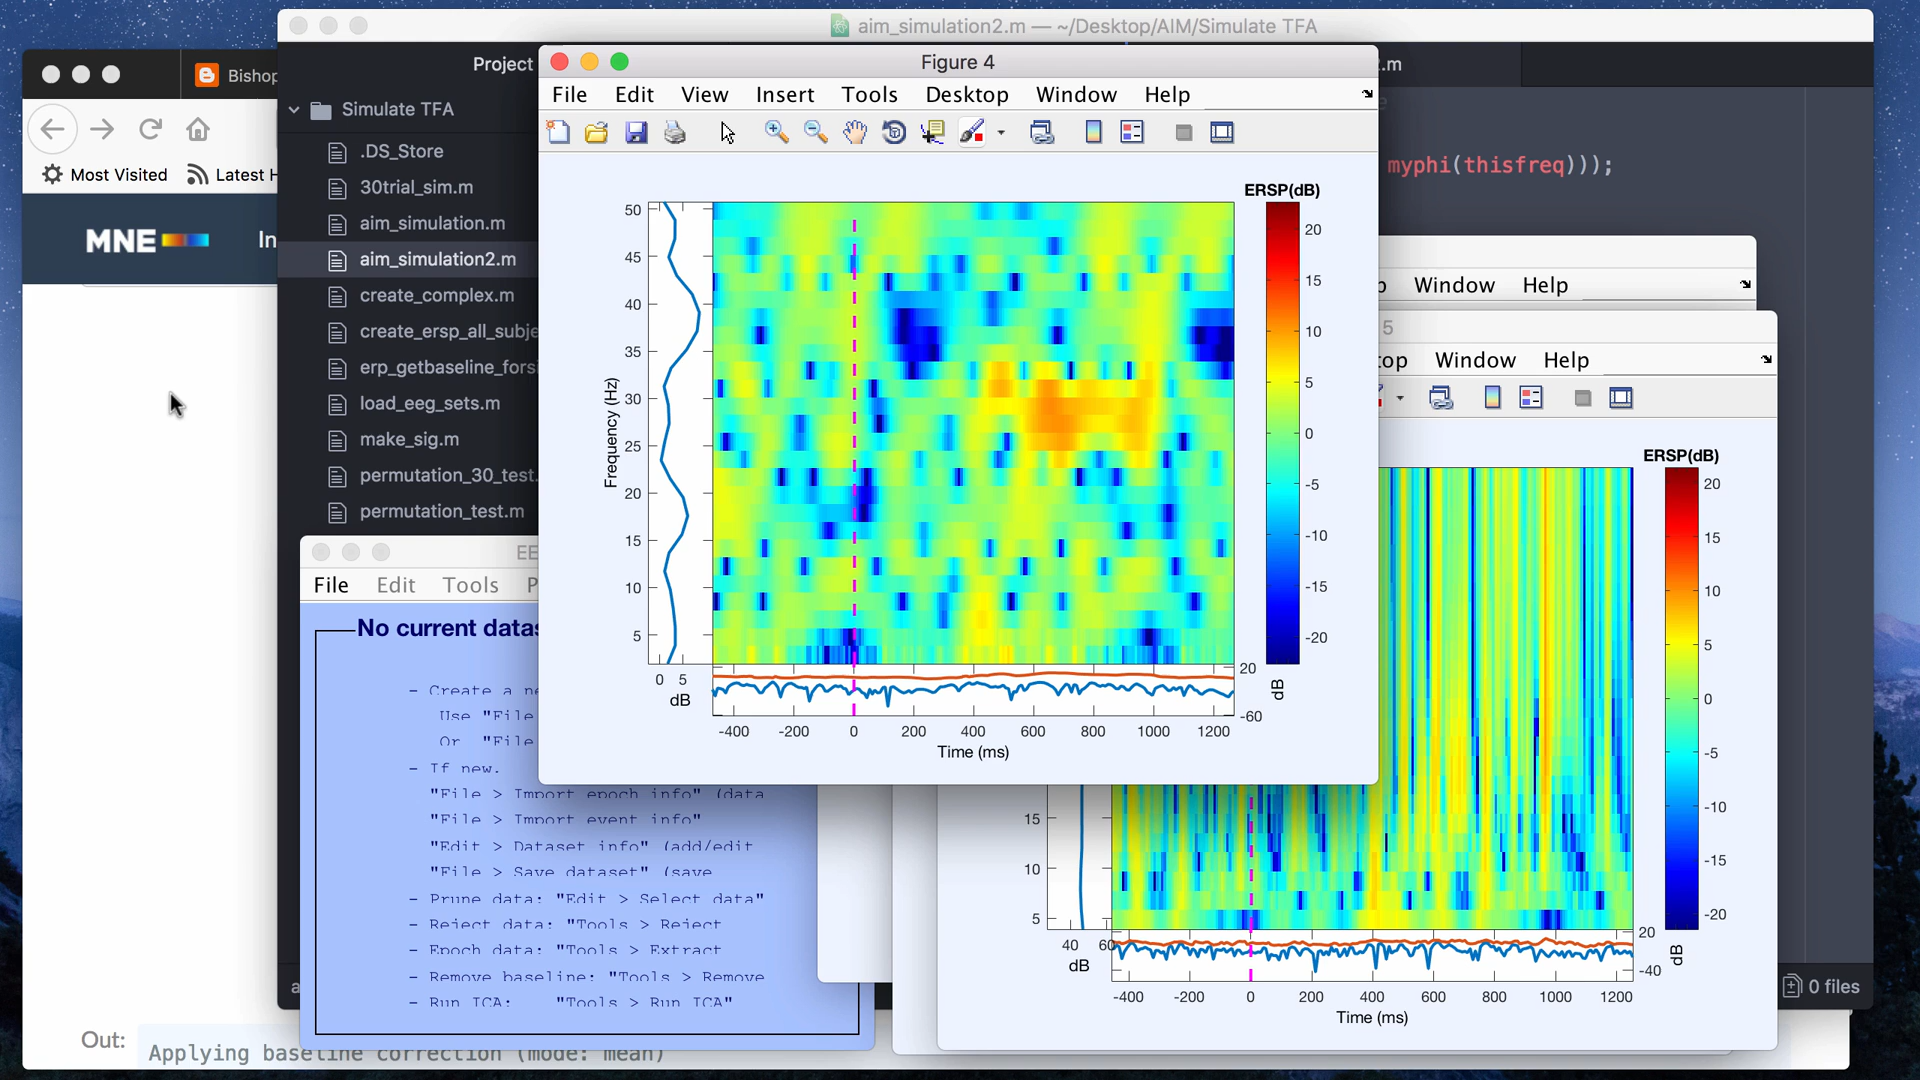 aim_simulation2.m — ~/Desktop/AIM/Simulate TFA
Bishop
Project
Figure 4
2.m
File Edit View Insert Tools Desktop Window Help
Most Visited
Latest H
MNE
In
Simulate TFA
.DS_Store
30trial_sim.m
aim_simulation.m
aim_simulation2.m
create_complex.m
create_ersp_all_subje
erp_getbaseline_forsi
load_eeg_sets.m
make_sig.m
permutation_30_test.
permutation_test.m
myphi(thisfreq)));
ERSP(dB)
50
45
40
35
30
25
20
15
10
5
Frequency (Hz)
0 5
dB
20
15
10
5
0
-5
-10
-15
-20
20
-60
dB
-400 -200 0 200 400 600 800 1000 1200
Time (ms)
Window Help
5
top Window Help
ERSP(dB)
20
15
10
5
0
-5
-10
-15
-20
15
10
5
40 60
dB
20
-40
dB
-400 -200 0 200 400 600 800 1000 1200
Time (ms)
EE
File Edit Tools P
No current datas
- Create a ne
Use "File
Or "File
- If new.
"File > Import epoch info" (data
"File > Import event info"
"Edit > Dataset info" (add/edit
"File > Save dataset" (save
- Prune data: "Edit > Select data"
- Reject data: "Tools > Reject
- Epoch data: "Tools > Extract
- Remove baseline: "Tools > Remove
- Run ICA: "Tools > Run ICA"
0 files
Out:
Applying baseline correction (mode: mean)